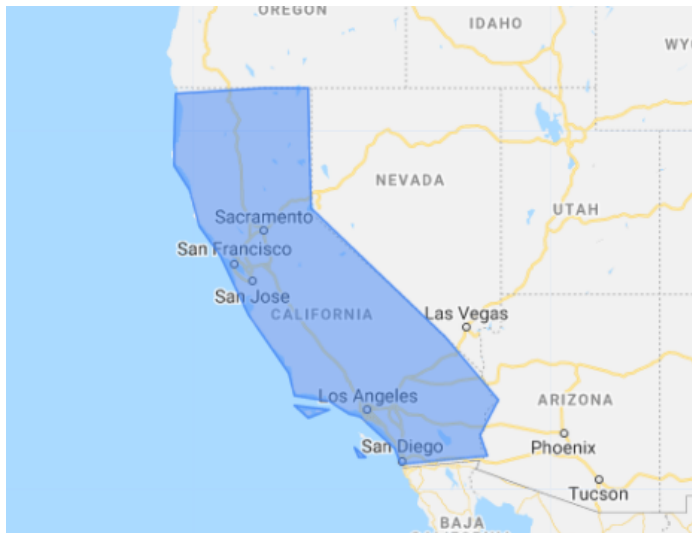 OREGON
IDAHO
NEVADA
UTAH
Sacramento
San Francisco
San Jose
CALIFORNIA
Las Vegas
Los Angeles
ARIZONA
San Diego
Phoenix
Tucson
BAJA